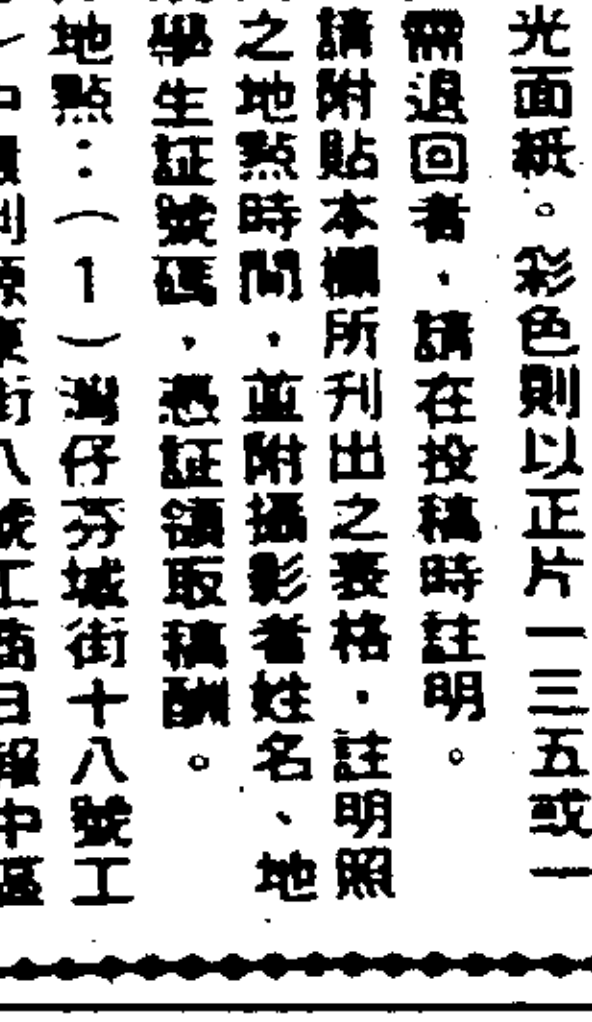 光面紙。彩色則以正片一三五或一
需退回者,請在投稿時註明。
請附貼本欄所刊出之表格,註明照
之地點時間,並附攝影者姓名、地
學生証號碼,憑証領取稿酬。
地點:(1)灣仔芬域街十八號工
街八號工商日報中區